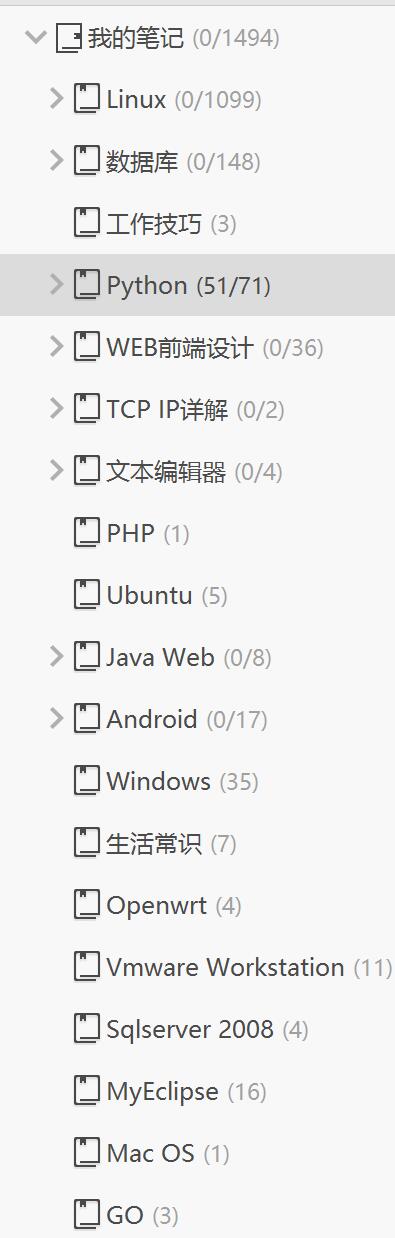 我的笔记 (0/1494)
Linux (0/1099)
数据库 (0/148)
工作技巧 (3)
Python (51/71)
WEB前端设计 (0/36)
TCP IP详解 (0/2)
文本编辑器 (0/4)
PHP (1)
Ubuntu (5)
Java Web (0/8)
Android (0/17)
Windows (35)
生活常识 (7)
Openwrt (4)
Vmware Workstation (11)
Sqlserver 2008 (4)
MyEclipse (16)
Mac OS (1)
GO (3)